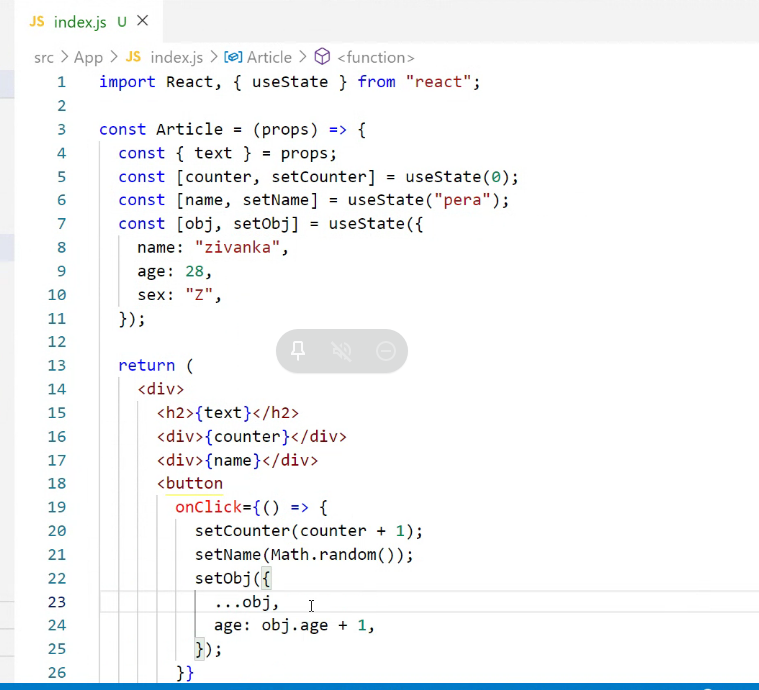 JS index.js U
src > App > JS index.js > Article > <function>
1 import React, { useState } from "react";
2
3 const Article = (props) => {
4   const { text } = props;
5   const [counter, setCounter] = useState(0);
6   const [name, setName] = useState("pera");
7   const [obj, setObj] = useState({
8     name: "zivanka",
9     age: 28,
10     sex: "Z",
11   });
12
13   return (
14     <div>
15       <h2>{text}</h2>
16       <div>{counter}</div>
17       <div>{name}</div>
18       <button
19         onClick={() => {
20           setCounter(counter + 1);
21           setName(Math.random());
22           setObj({
23             ...obj,
24             age: obj.age + 1,
25           });
26         }}